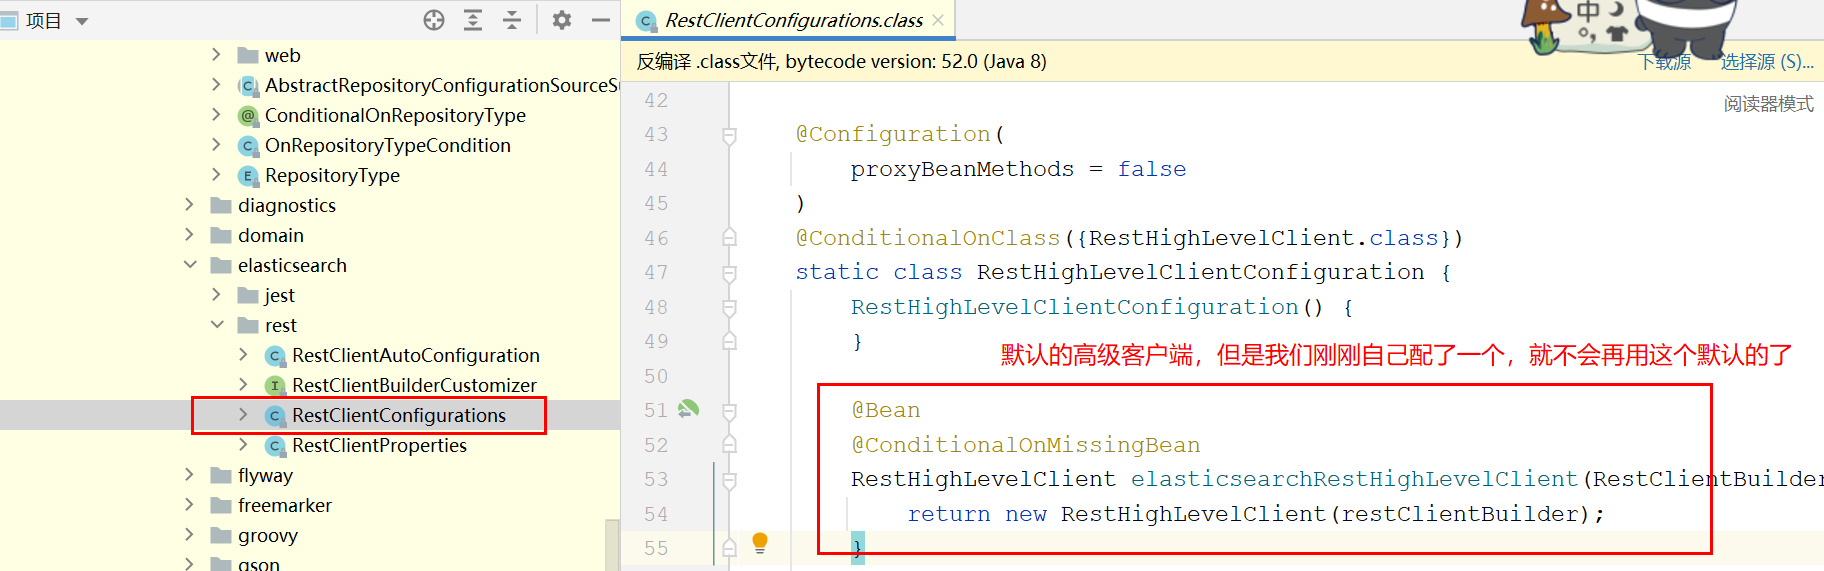 项目
web
AbstractRepositoryConfigurationSourceS
ConditionalOnRepositoryType
OnRepositoryTypeCondition
RepositoryType
diagnostics
domain
elasticsearch
jest
rest
RestClientAutoConfiguration
RestClientBuilderCustomizer
RestClientConfigurations
RestClientProperties
flyway
freemarker
groovy
gson
RestClientConfigurations.class
中
反编译 .class文件, bytecode version: 52.0 (Java 8)
下载源 选择源 (S)...
阅读器模式
42
43 @Configuration(
44 proxyBeanMethods = false
45 )
46 @ConditionalOnClass({RestHighLevelClient.class})
47 static class RestHighLevelClientConfiguration {
48 RestHighLevelClientConfiguration() {
49 }
默认的高级客户端，但是我们刚刚自己配了一个，就不会再用这个默认的了
50
51 @Bean
52 @ConditionalOnMissingBean
53 RestHighLevelClient elasticsearchRestHighLevelClient(RestClientBuilder
54 return new RestHighLevelClient(restClientBuilder);
55 }